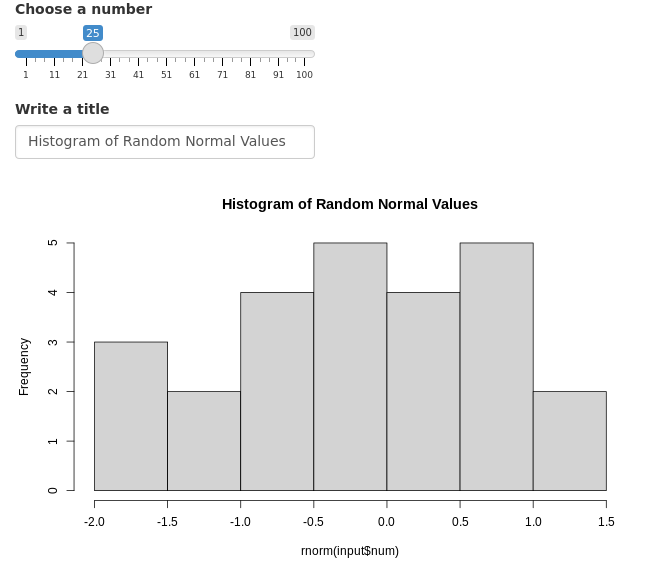 Choose a number
1 25 100
1 11 21 31 41 51 61 71 81 91 100
Write a title
Histogram of Random Normal Values
Histogram of Random Normal Values
5
4
3
2
1
0
Frequency
-2.0 -1.5 -1.0 -0.5 0.0 0.5 1.0 1.5
rnorm(input$num)